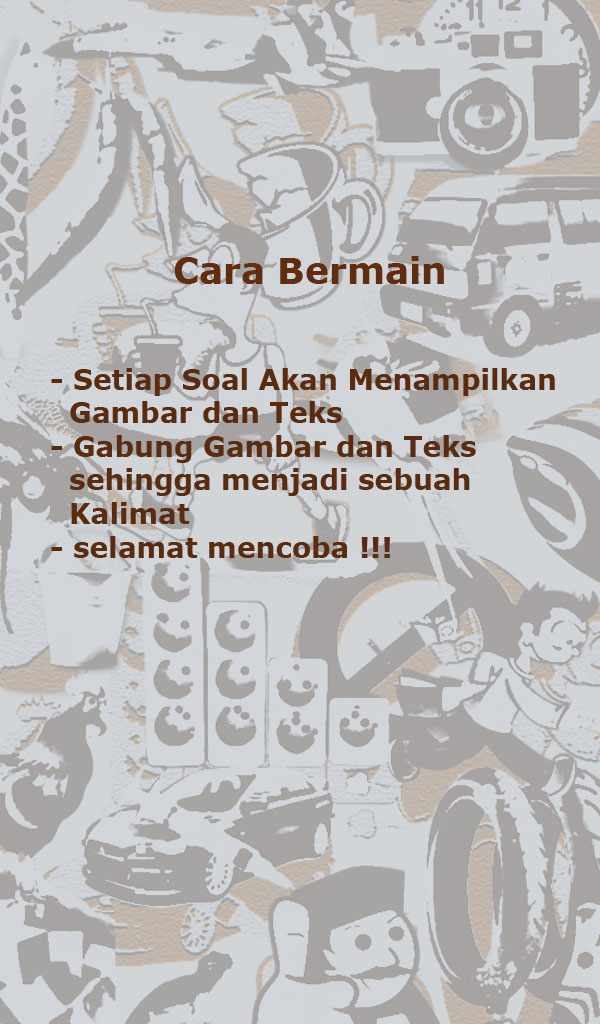 Cara Bermain
- Setiap Soal Akan Menampilkan
Gambar dan Teks
- Gabung Gambar dan Teks
sehingga menjadi sebuah
Kalimat
- selamat mencoba !!!